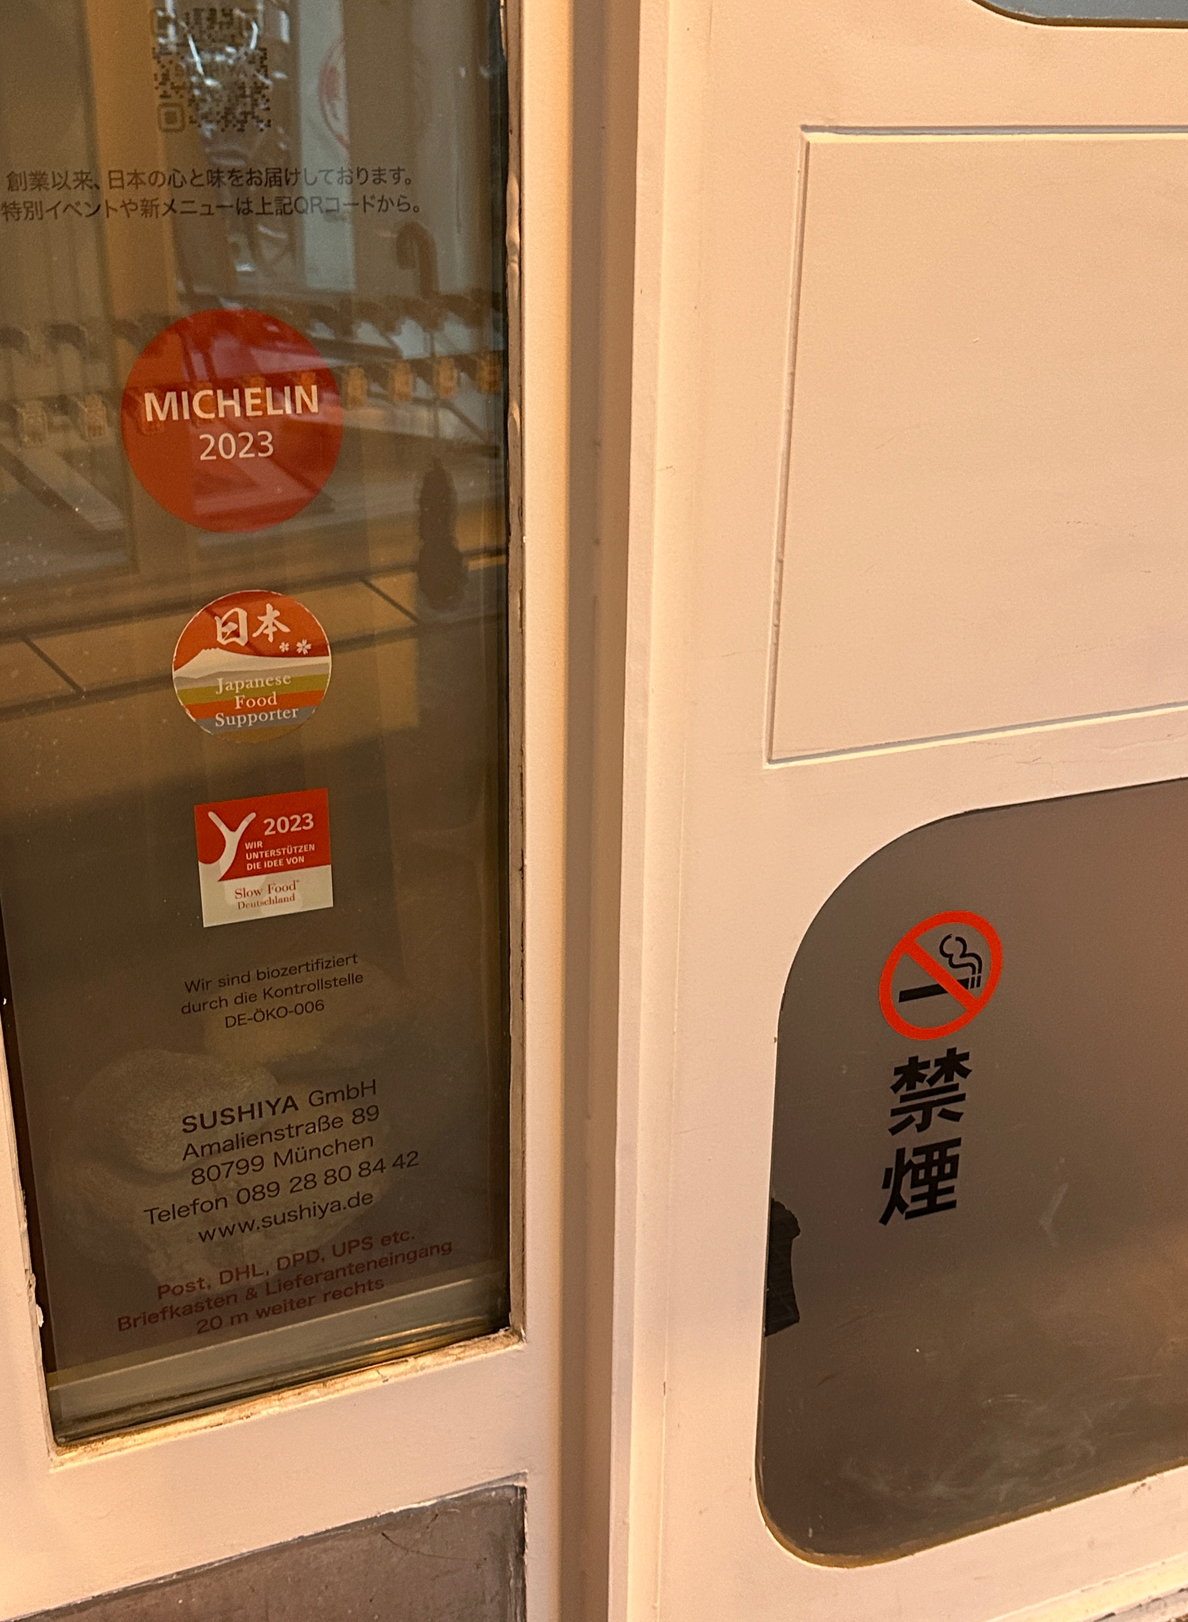 創業以来、日本の心と味をお届けしております。
特別イベントや新メニューは上記QRコードから。
MICHELIN
2023
日本
Japanese
Food
Supporter
2023
WIR
UNTERSTÜTZEN
DIE IDEE VON
Slow Food®
Deutschland
Wir sind biozertifiziert
durch die Kontrollstelle
DE-ÖKO-006
SUSHIYA GmbH
Amalienstraße 89
80799 München
Telefon 089 28 80 84 42
www.sushiya.de
Post, DHL, DPD, UPS etc.
Briefkasten & Lieferanteneingang
20 m weiter rechts
禁
煙